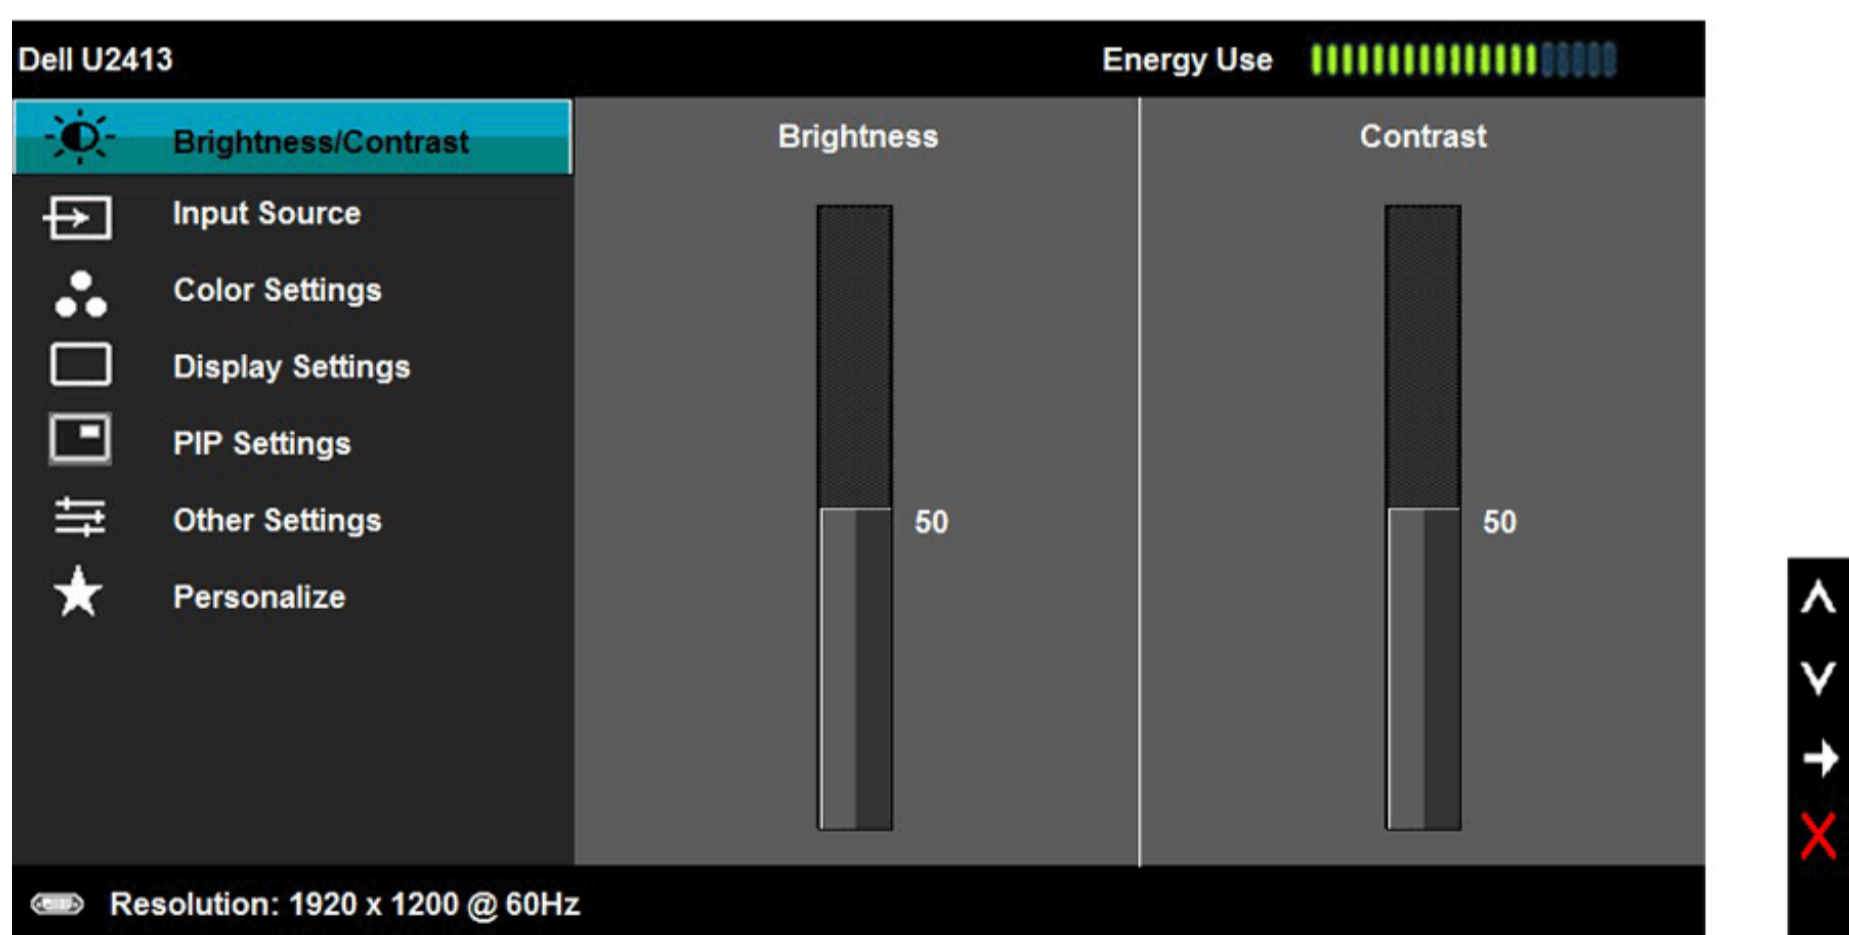 Dell U2413
Energy Use
Brightness/Contrast
Brightness
Contrast
Input Source
Color Settings
Display Settings
PIP Settings
Other Settings
50
50
Personalize
Resolution: 1920 x 1200 @ 60Hz